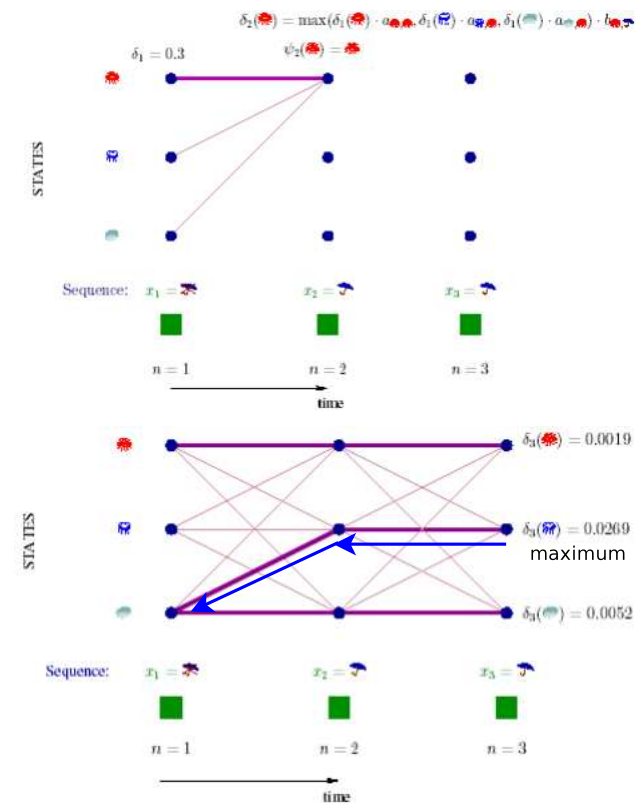 δ₂( ) = max(δ₁( ) · a , , δ₁( ) · a , , δ₁( ) · a , ) · b ,
δ₁ = 0.3
ψ₂( ) =
STATES
Sequence: x₁ = x₂ = x₃ =
n = 1 n = 2 n = 3
time
δ₃( ) = 0.0019
STATES
δ₃( ) = 0.0269
maximum
δ₃( ) = 0.0052
Sequence: x₁ = x₂ = x₃ =
n = 1 n = 2 n = 3
time